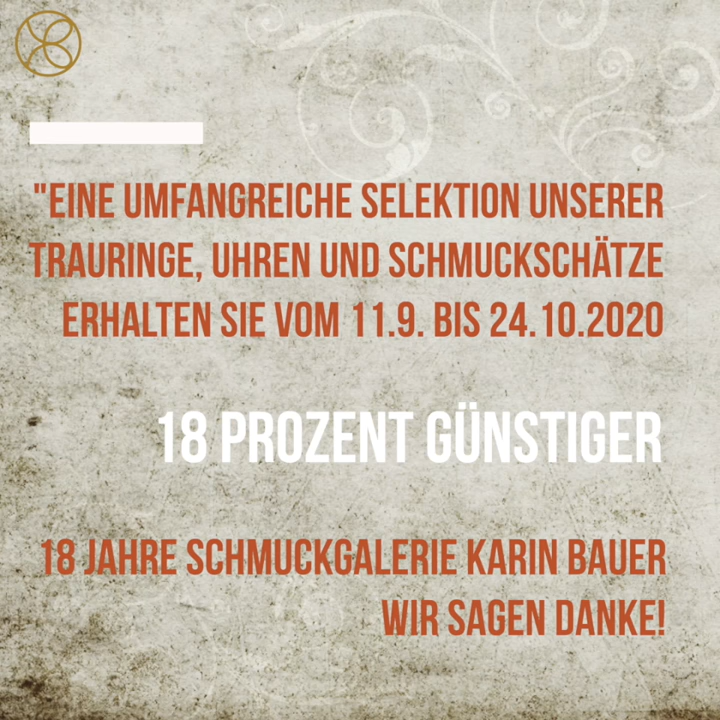 "EINE UMFANGREICHE SELEKTION UNSERER
TRAURINGE, UHREN UND SCHMUCKSCHÄTZE
ERHALTEN SIE VOM 11.9. BIS 24.10.2020
18 PROZENT GÜNSTIGER
18 JAHRE SCHMUCKGALERIE KARIN BAUER
WIR SAGEN DANKE!